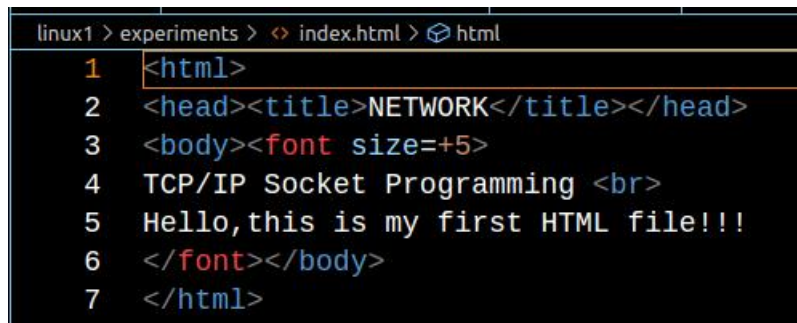 linux1 > experiments > <> index.html > html
1 <html>
2 <head><title>NETWORK</title></head>
3 <body><font size=+5>
4 TCP/IP Socket Programming <br>
5 Hello,this is my first HTML file!!!
6 </font></body>
7 </html>